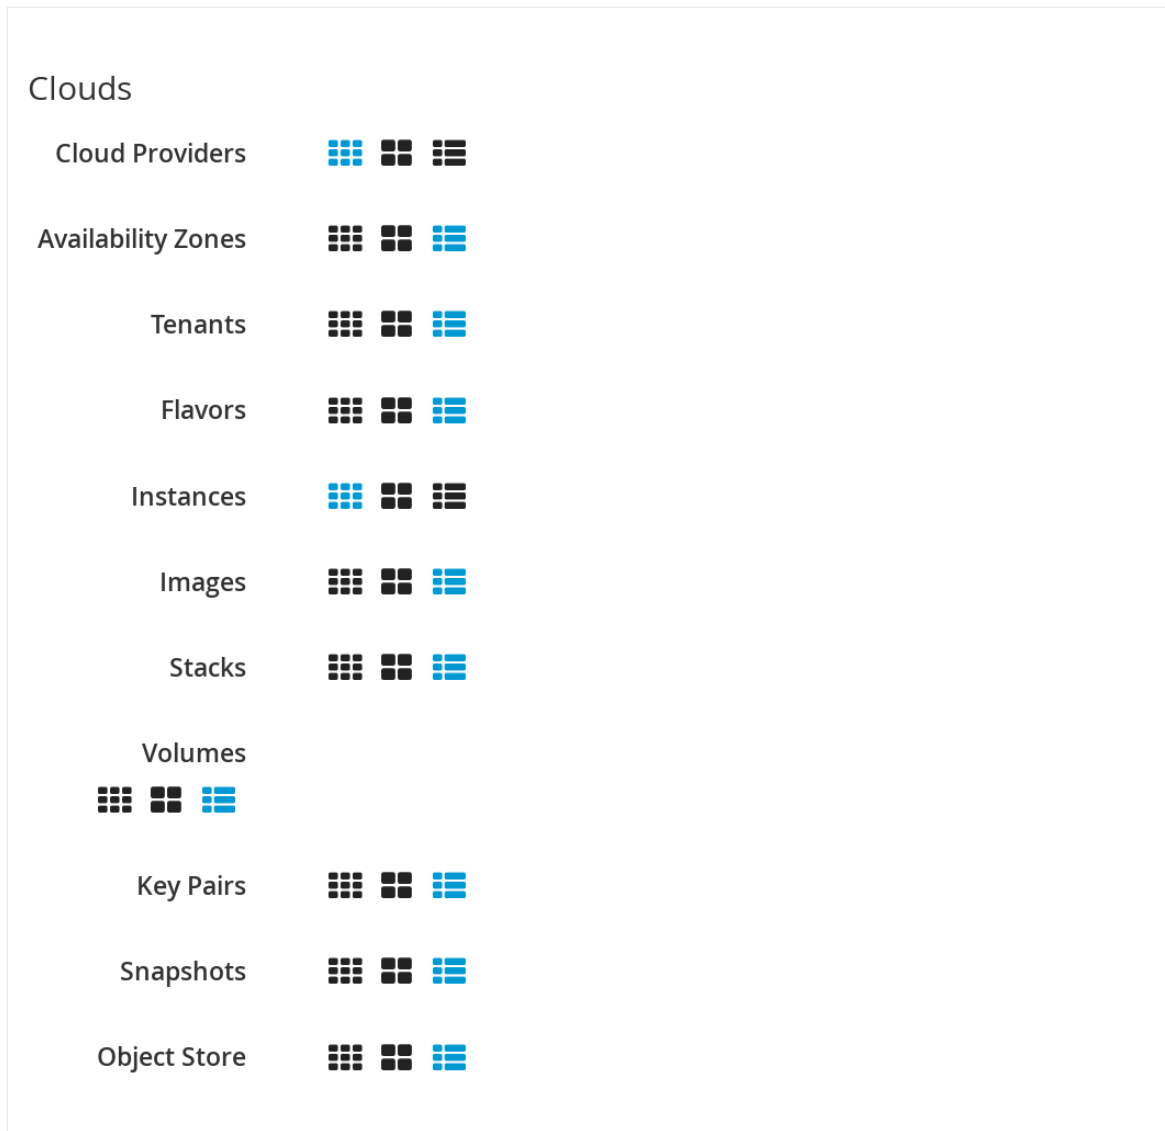 Clouds
Cloud Providers
Availability Zones
Tenants
Flavors
Instances
Images
Stacks
Volumes
Key Pairs
Snapshots
Object Store